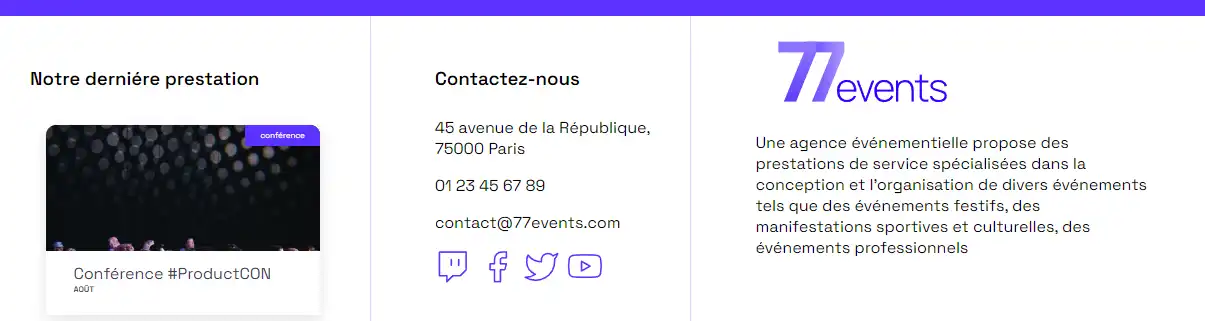 Notre derniére prestation
conférence
Conférence #ProductCON
AOÛT
Contactez-nous
45 avenue de la République,
75000 Paris
01 23 45 67 89
contact@77events.com
77events
Une agence événementielle propose des
prestations de service spécialisées dans la
conception et l'organisation de divers événements
tels que des événements festifs, des
manifestations sportives et culturelles, des
événements professionnels